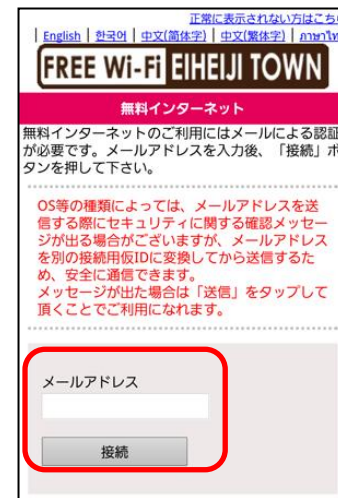 正常に表示されない方はこち
| English | 한국어 | 中文(简体字) | 中文(繁体字) | ภาษาไท
FREE Wi-Fi EIHEIJI TOWN
無料インターネット
無料インターネットのご利用にはメールによる認証
が必要です。メールアドレスを入力後、「接続」ボ
タンを押して下さい。
OS等の種類によっては、メールアドレスを送
信する際にセキュリティに関する確認メッセー
ジが出る場合がございますが、メールアドレス
を別の接続用仮IDに変換してから送信するた
め、安全に通信できます。
メッセージが出た場合は「送信」をタップして
頂くことでご利用になれます。
メールアドレス
接続